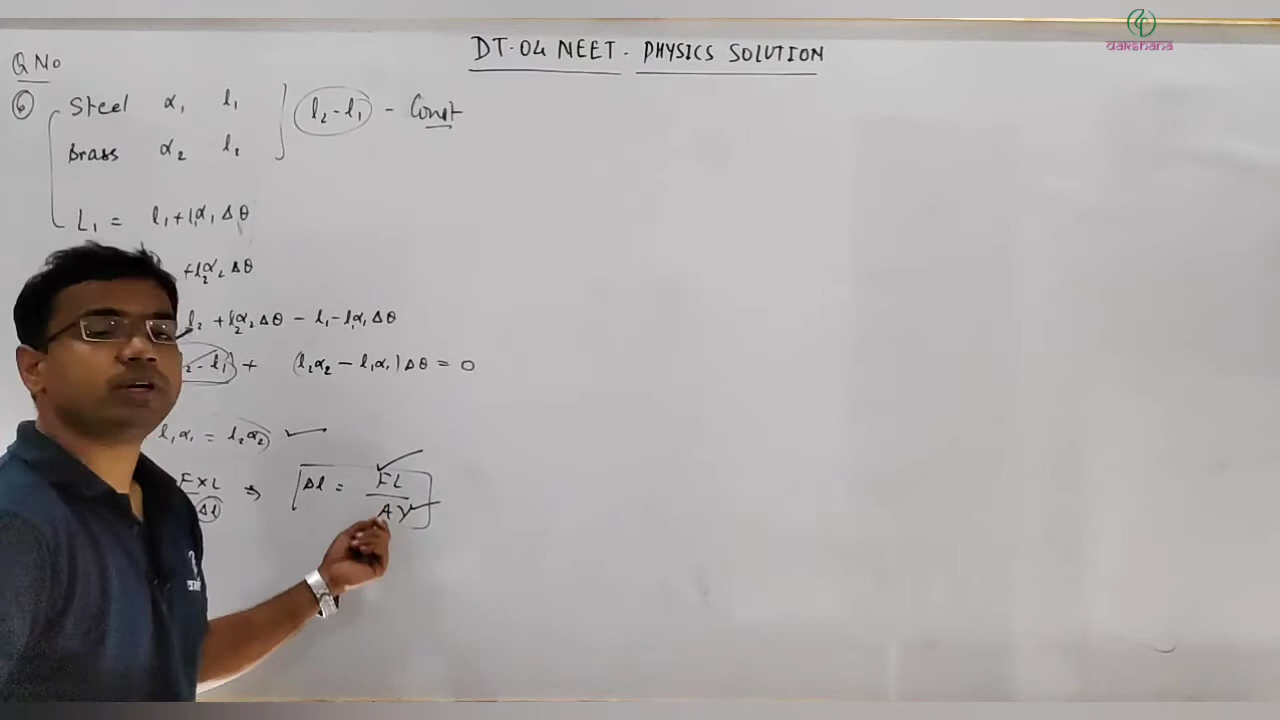 DT-04 NEET - PHYSICS SOLUTION
dakshana
Q No
6 Steel α₁ l₁
Brass α₂ l₂
l₂ - l₁ - Const
L₁ = l₁ + l₁α₁ Δθ
+ l₂α₂ Δθ
l₂ + l₂α₂ Δθ - l₁ - l₁α₁ Δθ
₂ - l₁) + (l₂α₂ - l₁α₁) Δθ = 0
l₁α₁ = l₂α₂
F × L / Δl ⇒ Δl = FL / AY